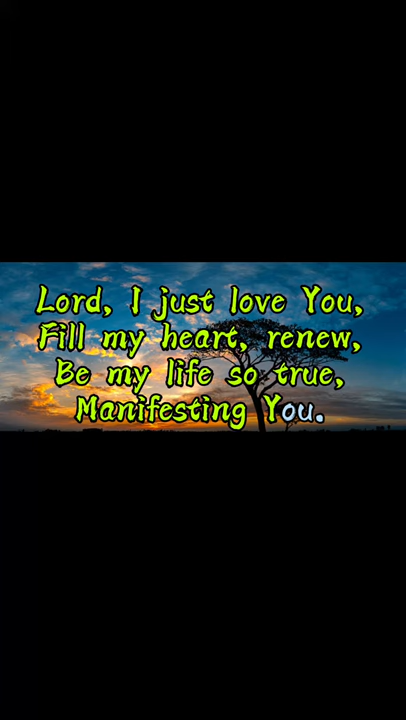 Lord, I just love You,
Fill my heart, renew,
Be my life so true,
Manifesting You.